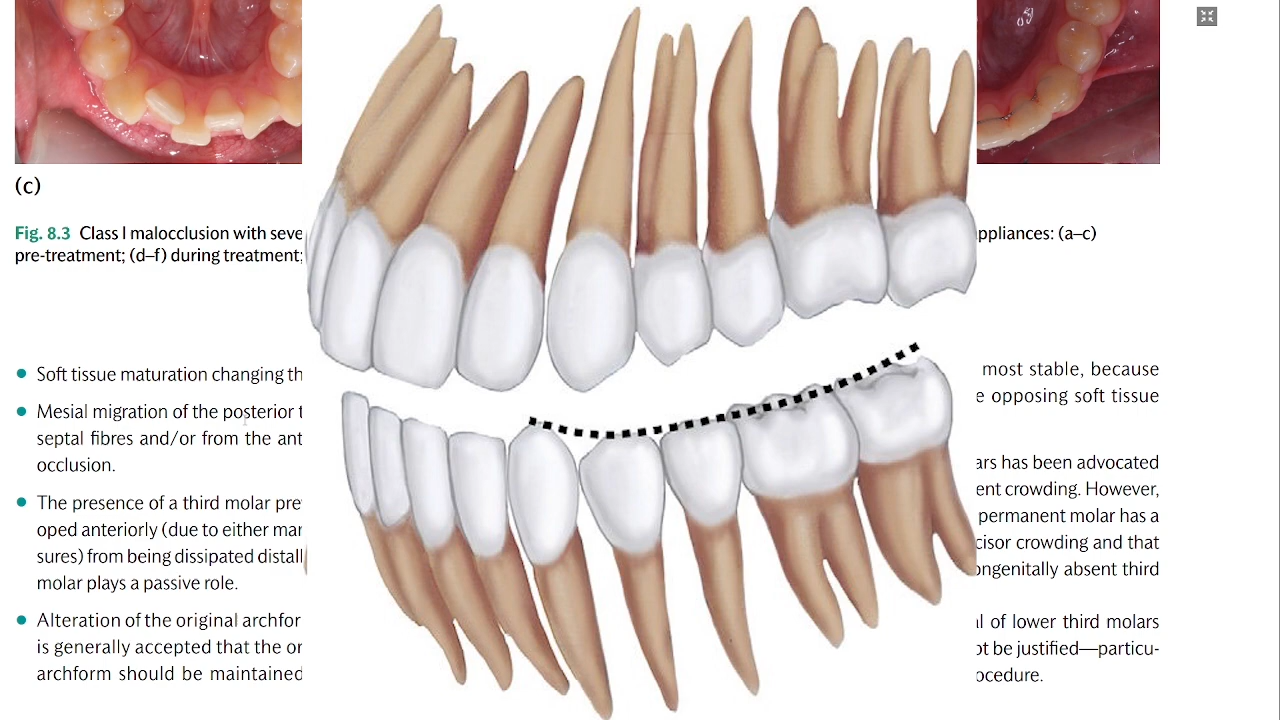 (c)
Fig. 8.3 Class I malocclusion with seve
ppliances: (a–c)
pre-treatment; (d–f) during treatment;
Soft tissue maturation changing th
Mesial migration of the posterior t
septal fibres and/or from the ant
occlusion.
The presence of a third molar pre
oped anteriorly (due to either mar
sures) from being dissipated distall
molar plays a passive role.
Alteration of the original archfor
is generally accepted that the or
archform should be maintained
most stable, because
e opposing soft tissue
ars has been advocated
ent crowding. However,
permanent molar has a
cisor crowding and that
ongenitally absent third
al of lower third molars
ot be justified—particu-
ocedure.